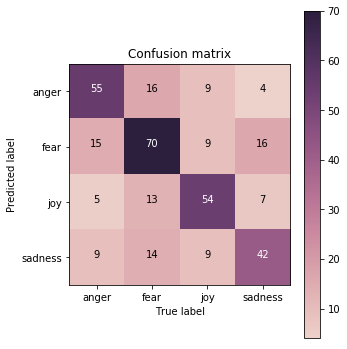 Confusion matrix
Predicted label
anger 55 16 9 4
fear 15 70 9 16
joy 5 13 54 7
sadness 9 14 9 42
anger fear joy sadness
True label
70
60
50
40
30
20
10